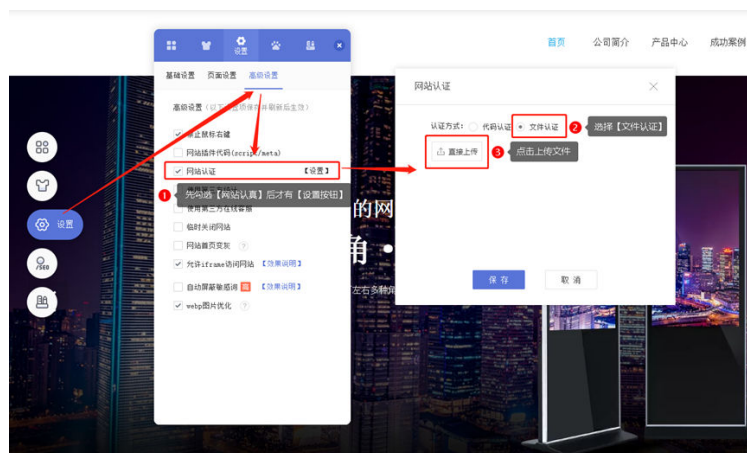 首页 公司简介 产品中心 成功案例
设置
基础设置 页面设置 高级设置
网站认证
认证方式: 代码认证 文件认证
2 选择【文件认证】
直接上传
3 点击上传文件
保存 取消
禁止鼠标右键
网站插件代码(script/meta)
网站认证 【设置】
1 先勾选【网站认真】后才有【设置按钮】
使用第三方在线客服
临时关闭网站
网站首页变灰 ?
允许iframe访问网站 【效果说明】
自动屏蔽敏感词 【效果说明】
webp图片优化 ?
设置
/SEO
的网
角·
左右多种角